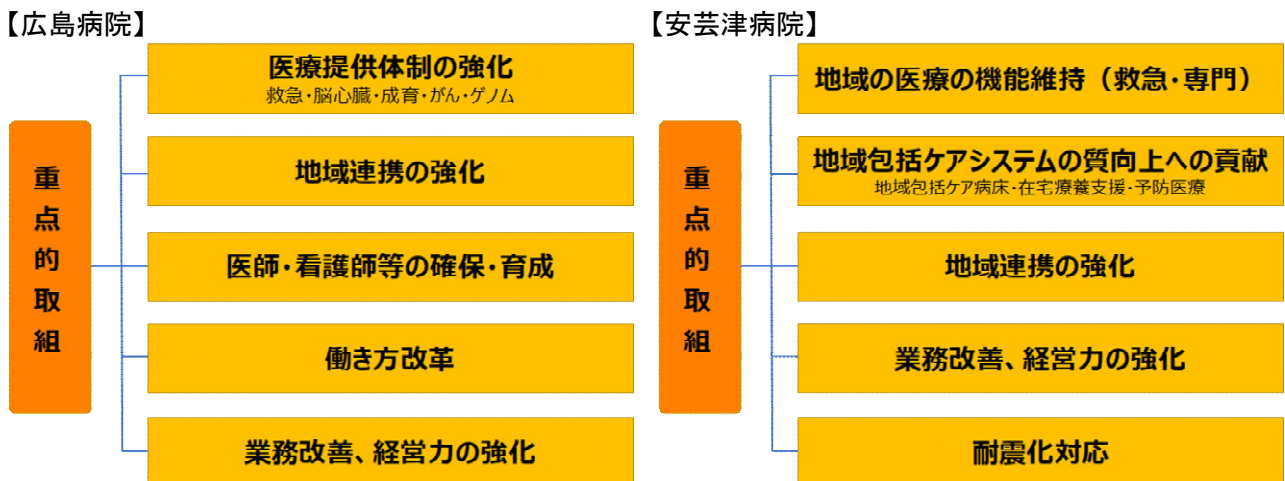 【広島病院】
重点的取組
医療提供体制の強化
救急・脳心臓・成育・がん・ゲノム
地域連携の強化
医師・看護師等の確保・育成
働き方改革
業務改善、経営力の強化
【安芸津病院】
重点的取組
地域の医療の機能維持（救急・専門）
地域包括ケアシステムの質向上への貢献
地域包括ケア病床・在宅療養支援・予防医療
地域連携の強化
業務改善、経営力の強化
耐震化対応